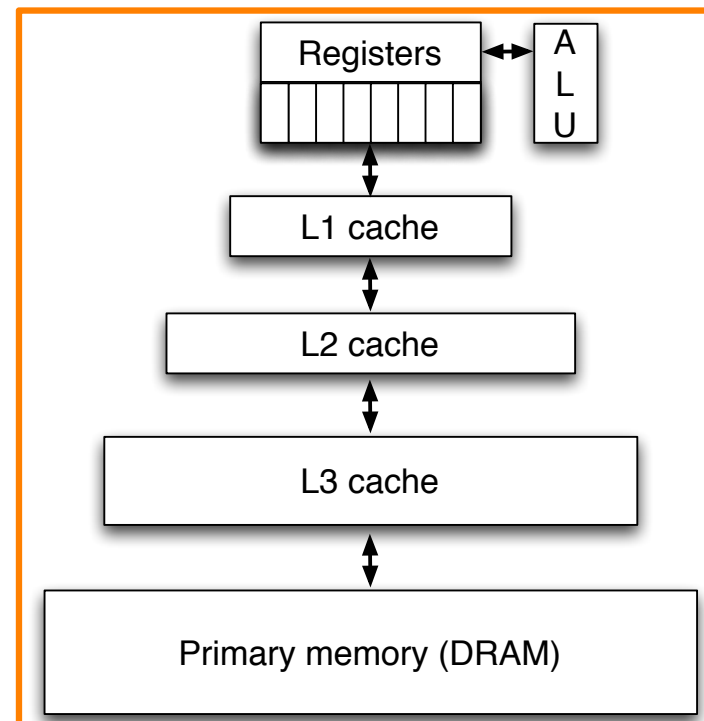 Registers
A
L
U
L1 cache
L2 cache
L3 cache
Primary memory (DRAM)